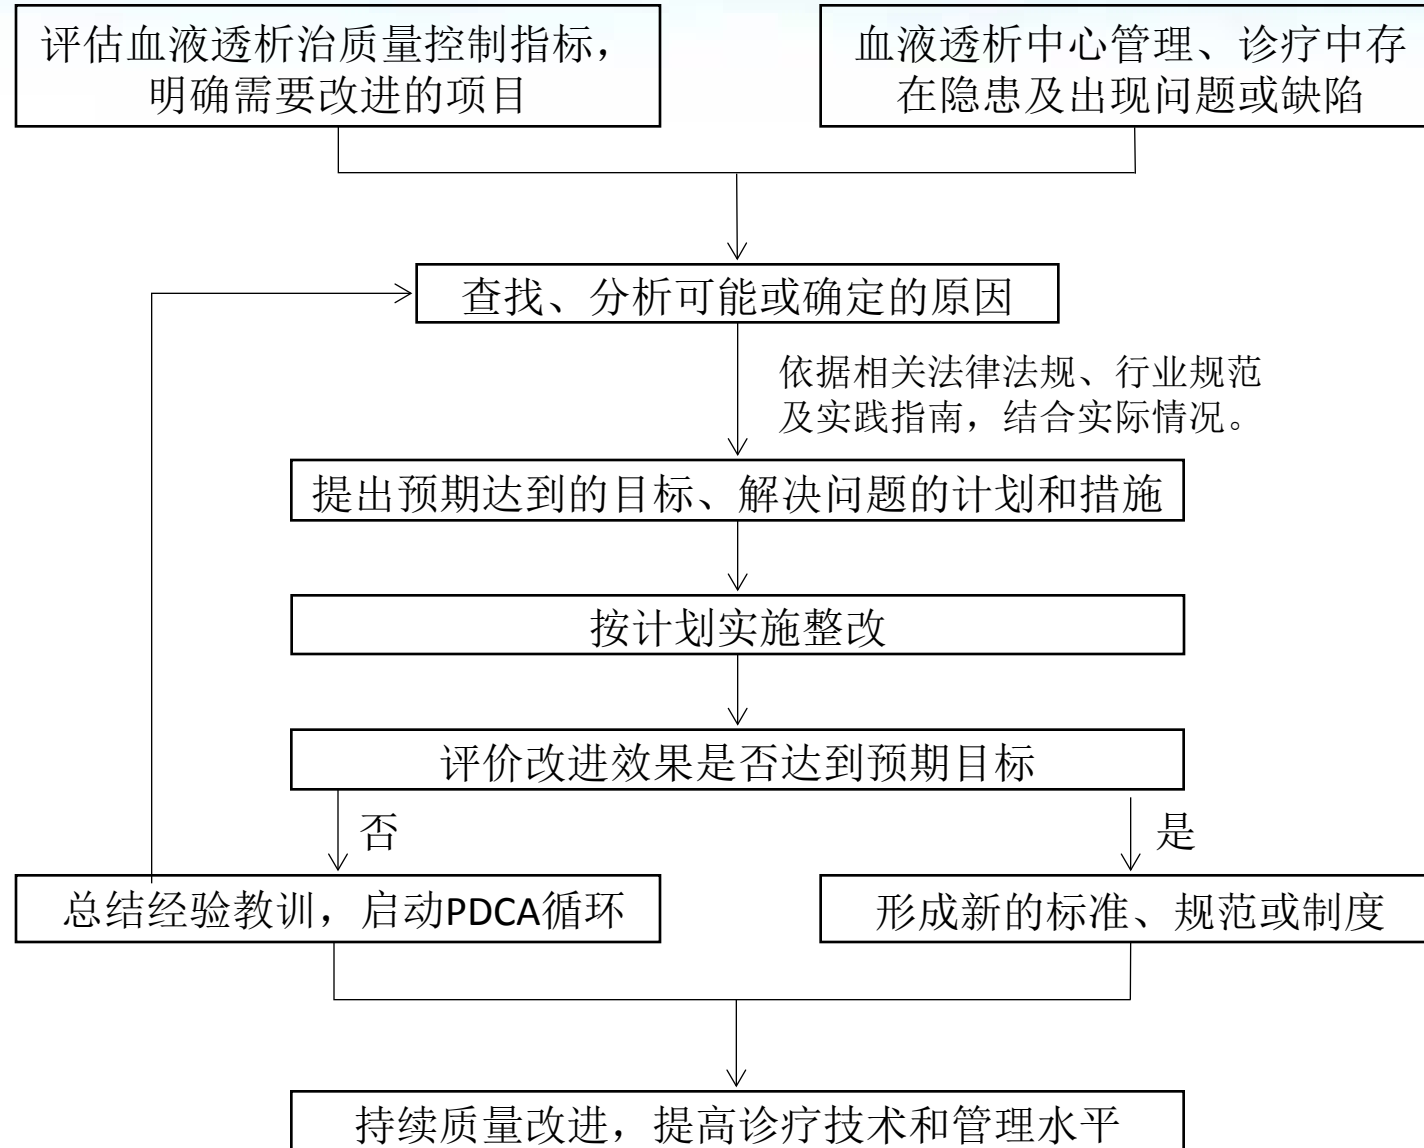 评估血液透析治质量控制指标，
明确需要改进的项目
血液透析中心管理、诊疗中存
在隐患及出现问题或缺陷
查找、分析可能或确定的原因
依据相关法律法规、行业规范
及实践指南，结合实际情况。
提出预期达到的目标、解决问题的计划和措施
按计划实施整改
评价改进效果是否达到预期目标
否
是
总结经验教训，启动PDCA循环
形成新的标准、规范或制度
持续质量改进，提高诊疗技术和管理水平